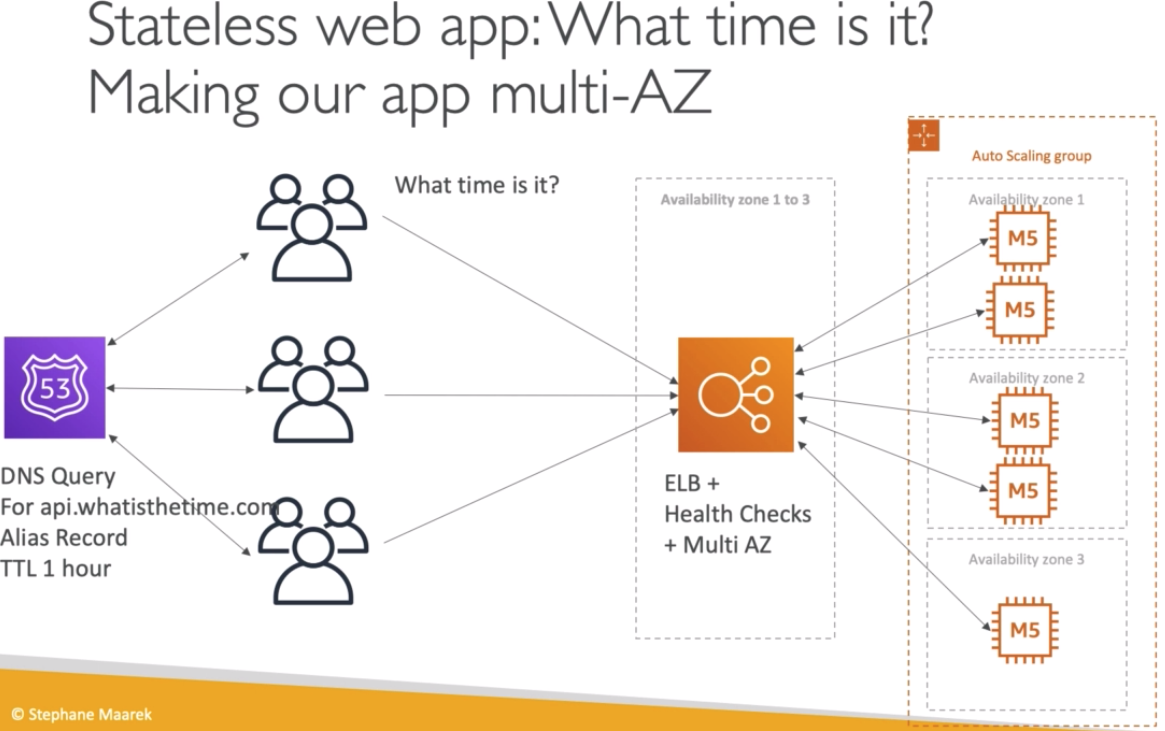 Stateless web app: What time is it?
Making our app multi-AZ
Auto Scaling group
What time is it?
Availability zone 1 to 3
Availability zone 1
M5
M5
53
Availability zone 2
M5
M5
DNS Query
For api.whatisthetime.com
Alias Record
TTL 1 hour
ELB +
Health Checks
+ Multi AZ
Availability zone 3
M5
© Stephane Maarek